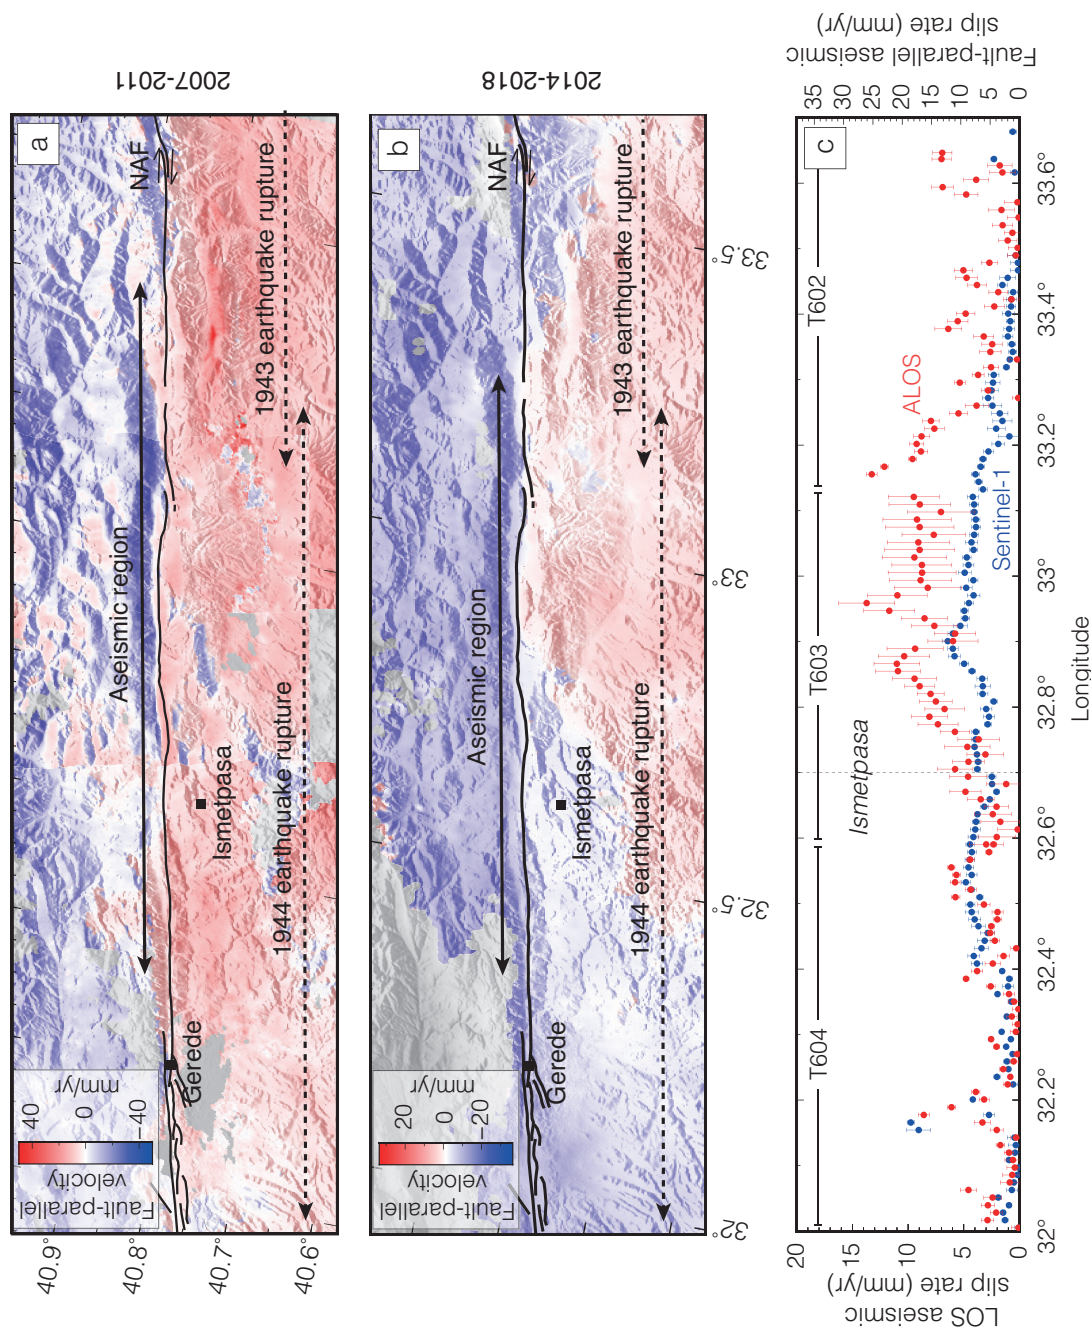 a
2007-2011
40.9°
40.8°
40.7°
40.6°
40
0
-40
mm/yr
Fault-parallel
velocity
Aseismic region
NAF
Gerede
Ismetpasa
1944 earthquake rupture
1943 earthquake rupture
b
2014-2018
20
0
-20
mm/yr
Fault-parallel
velocity
Aseismic region
NAF
Gerede
Ismetpasa
1944 earthquake rupture
1943 earthquake rupture
32°
32.5°
33°
33.5°
c
LOS aseismic
slip rate (mm/yr)
20
15
10
5
0
T604
T603
T602
Ismetpasa
ALOS
Sentinel-1
Fault-parallel aseismic
slip rate (mm/yr)
35
30
25
20
15
10
5
0
32°
32.2°
32.4°
32.6°
32.8°
33°
33.2°
33.4°
33.6°
Longitude